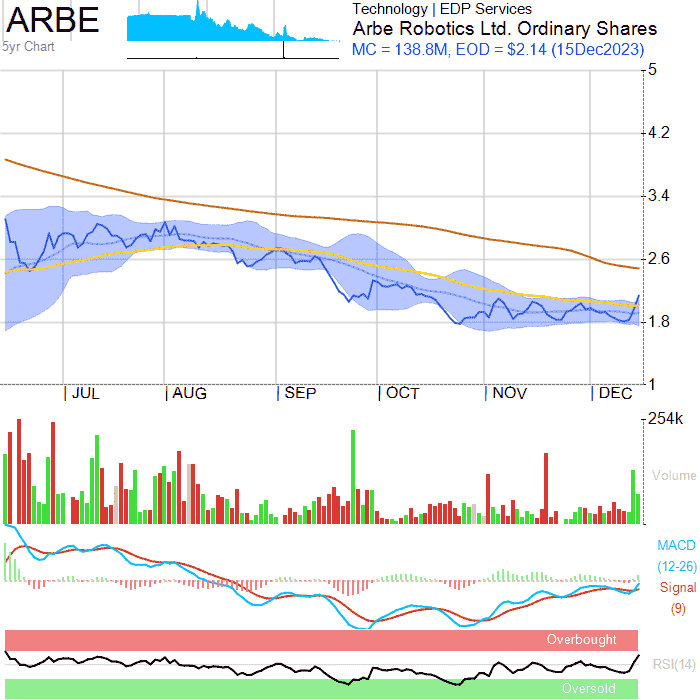 ARBE
5yr Chart
Technology | EDP Services
Arbe Robotics Ltd. Ordinary Shares
MC = 138.8M, EOD = $2.14 (15Dec2023)
5
4.2
3.4
2.6
1.8
1
| JUL | AUG | SEP | OCT | NOV | DEC
254k
Volume
MACD
(12-26)
Signal
(9)
Overbought
RSI(14)
Oversold